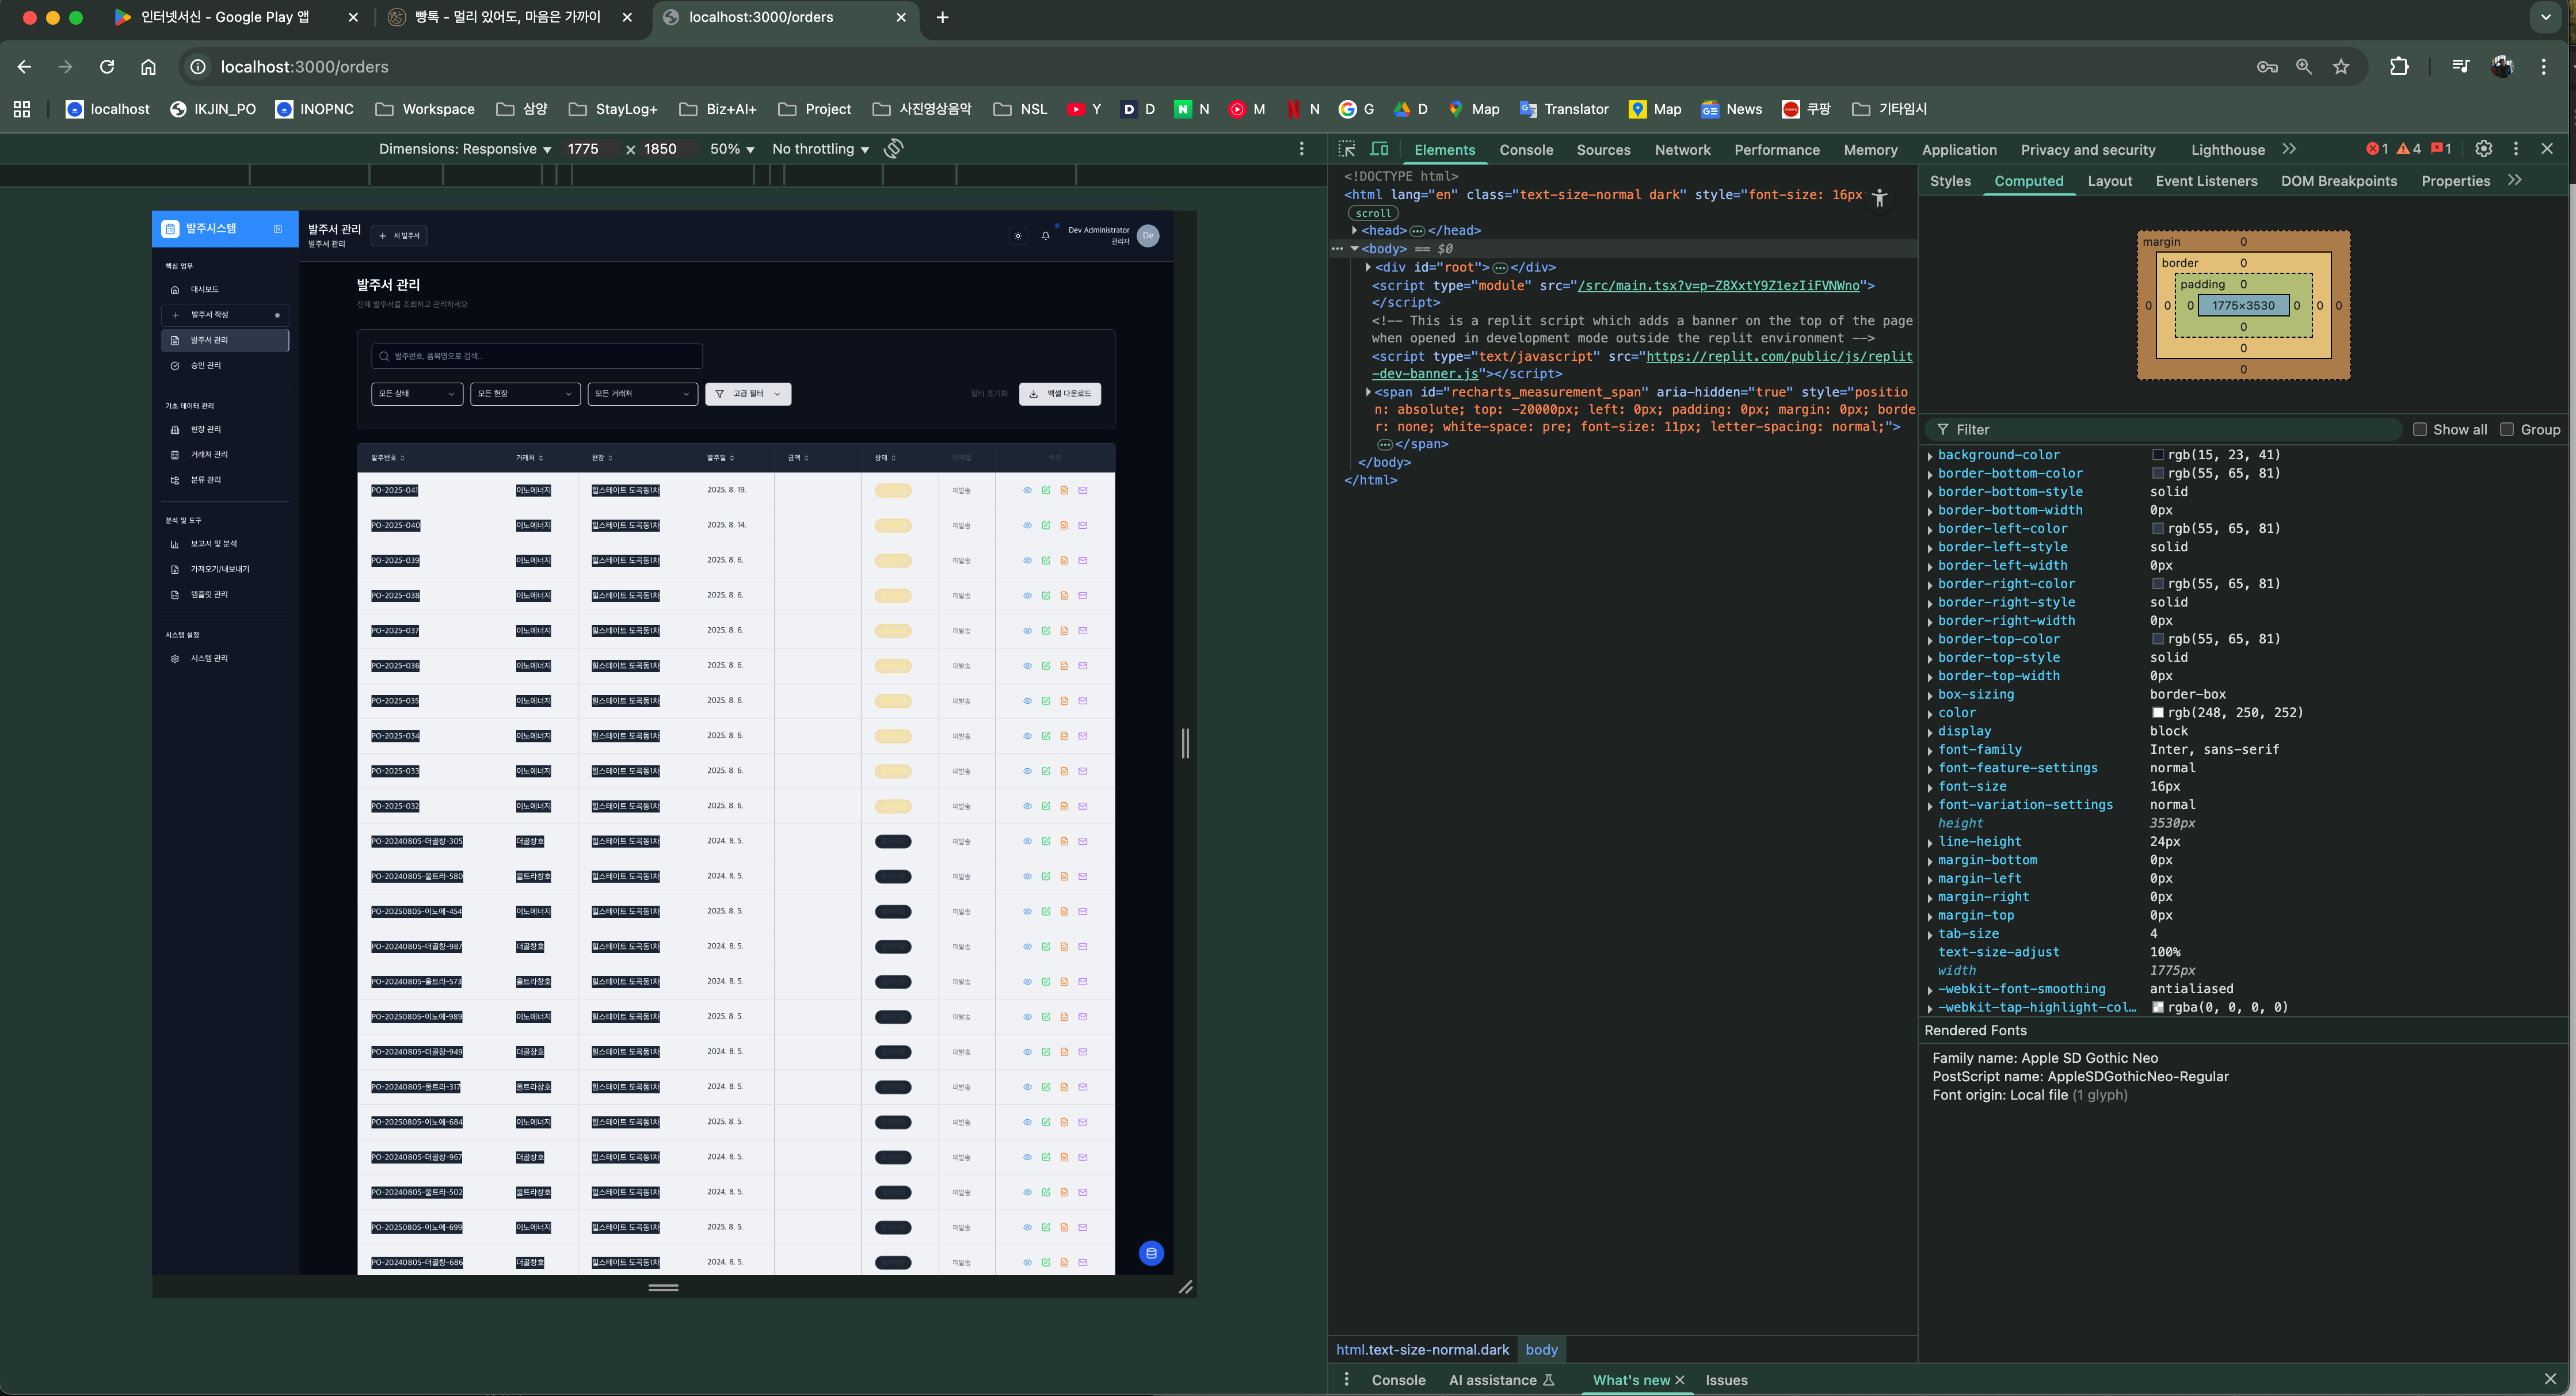 인터넷서신 - Google Play 앱
빵톡 - 멀리 있어도, 마음은 가까이
localhost:3000/orders
localhost:3000/orders
localhost IKJIN_PO INOPNC Workspace 삼양 StayLog+ Biz+AI+ Project 사진영상음악 NSL Y D N M N G D Map Translator Map News 쿠팡 기타임시
Dimensions: Responsive 1775 x 1850 50% No throttling
발주시스템
핵심 업무
대시보드
발주서 작성
발주서 관리
승인 관리
기초 데이터 관리
현장 관리
거래처 관리
분류 관리
분석 및 도구
보고서 및 분석
가져오기/내보내기
템플릿 관리
시스템 설정
시스템 관리
발주서 관리
발주서 관리
+ 새 발주서
Dev Administrator
관리자
De
발주서 관리
전체 발주서를 조회하고 관리하세요
발주번호, 품목명으로 검색...
모든 상태 모든 현장 모든 거래처 고급 필터 필터 초기화 엑셀 다운로드
발주번호 거래처 현장 발주일 금액 상태 이메일 액션
PO-2025-041 이노에너지 힐스테이트 도곡동1차 2025. 8. 19. 미발송
PO-2025-040 이노에너지 힐스테이트 도곡동1차 2025. 8. 14. 미발송
PO-2025-039 이노에너지 힐스테이트 도곡동1차 2025. 8. 6. 미발송
PO-2025-038 이노에너지 힐스테이트 도곡동1차 2025. 8. 6. 미발송
PO-2025-037 이노에너지 힐스테이트 도곡동1차 2025. 8. 6. 미발송
PO-2025-036 이노에너지 힐스테이트 도곡동1차 2025. 8. 6. 미발송
PO-2025-035 이노에너지 힐스테이트 도곡동1차 2025. 8. 6. 미발송
PO-2025-034 이노에너지 힐스테이트 도곡동1차 2025. 8. 6. 미발송
PO-2025-033 이노에너지 힐스테이트 도곡동1차 2025. 8. 6. 미발송
PO-2025-032 이노에너지 힐스테이트 도곡동1차 2025. 8. 6. 미발송
PO-20240805-더골창-305 더골창호 힐스테이트 도곡동1차 2024. 8. 5. 미발송
PO-20240805-울트라-580 울트라창호 힐스테이트 도곡동1차 2024. 8. 5. 미발송
PO-20250805-이노에-454 이노에너지 힐스테이트 도곡동1차 2025. 8. 5. 미발송
PO-20240805-더골창-987 더골창호 힐스테이트 도곡동1차 2024. 8. 5. 미발송
PO-20240805-울트라-573 울트라창호 힐스테이트 도곡동1차 2024. 8. 5. 미발송
PO-20250805-이노에-989 이노에너지 힐스테이트 도곡동1차 2025. 8. 5. 미발송
PO-20240805-더골창-949 더골창호 힐스테이트 도곡동1차 2024. 8. 5. 미발송
PO-20240805-울트라-317 울트라창호 힐스테이트 도곡동1차 2024. 8. 5. 미발송
PO-20250805-이노에-684 이노에너지 힐스테이트 도곡동1차 2025. 8. 5. 미발송
PO-20240805-더골창-967 더골창호 힐스테이트 도곡동1차 2024. 8. 5. 미발송
PO-20240805-울트라-502 울트라창호 힐스테이트 도곡동1차 2024. 8. 5. 미발송
PO-20250805-이노에-699 이노에너지 힐스테이트 도곡동1차 2025. 8. 5. 미발송
PO-20240805-더골창-686 더골창호 힐스테이트 도곡동1차 2024. 8. 5. 미발송
Elements Console Sources Network Performance Memory Application Privacy and security Lighthouse 1 4 1
<!DOCTYPE html>
<html lang="en" class="text-size-normal dark" style="font-size: 16px
scroll
<head> </head>
<body> == $0
<div id="root"> </div>
<script type="module" src="/src/main.tsx?v=p-Z8XxtY9Z1ezIiFVNWno">
</script>
<!-- This is a replit script which adds a banner on the top of the page
when opened in development mode outside the replit environment -->
<script type="text/javascript" src="https://replit.com/public/js/replit
-dev-banner.js"></script>
<span id="recharts_measurement_span" aria-hidden="true" style="positio
n: absolute; top: -20000px; left: 0px; padding: 0px; margin: 0px; borde
r: none; white-space: pre; font-size: 11px; letter-spacing: normal;">
</span>
</body>
</html>
html.text-size-normal.dark body
Styles Computed Layout Event Listeners DOM Breakpoints Properties
margin 0
border 0
padding 0
0 0 0 1775×3530 0 0 0
0
0
0
Filter Show all Group
background-color rgb(15, 23, 41)
border-bottom-color rgb(55, 65, 81)
border-bottom-style solid
border-bottom-width 0px
border-left-color rgb(55, 65, 81)
border-left-style solid
border-left-width 0px
border-right-color rgb(55, 65, 81)
border-right-style solid
border-right-width 0px
border-top-color rgb(55, 65, 81)
border-top-style solid
border-top-width 0px
box-sizing border-box
color rgb(248, 250, 252)
display block
font-family Inter, sans-serif
font-feature-settings normal
font-size 16px
font-variation-settings normal
height 3530px
line-height 24px
margin-bottom 0px
margin-left 0px
margin-right 0px
margin-top 0px
tab-size 4
text-size-adjust 100%
width 1775px
-webkit-font-smoothing antialiased
-webkit-tap-highlight-col… rgba(0, 0, 0, 0)
Rendered Fonts
Family name: Apple SD Gothic Neo
PostScript name: AppleSDGothicNeo-Regular
Font origin: Local file (1 glyph)
Console AI assistance What's new Issues